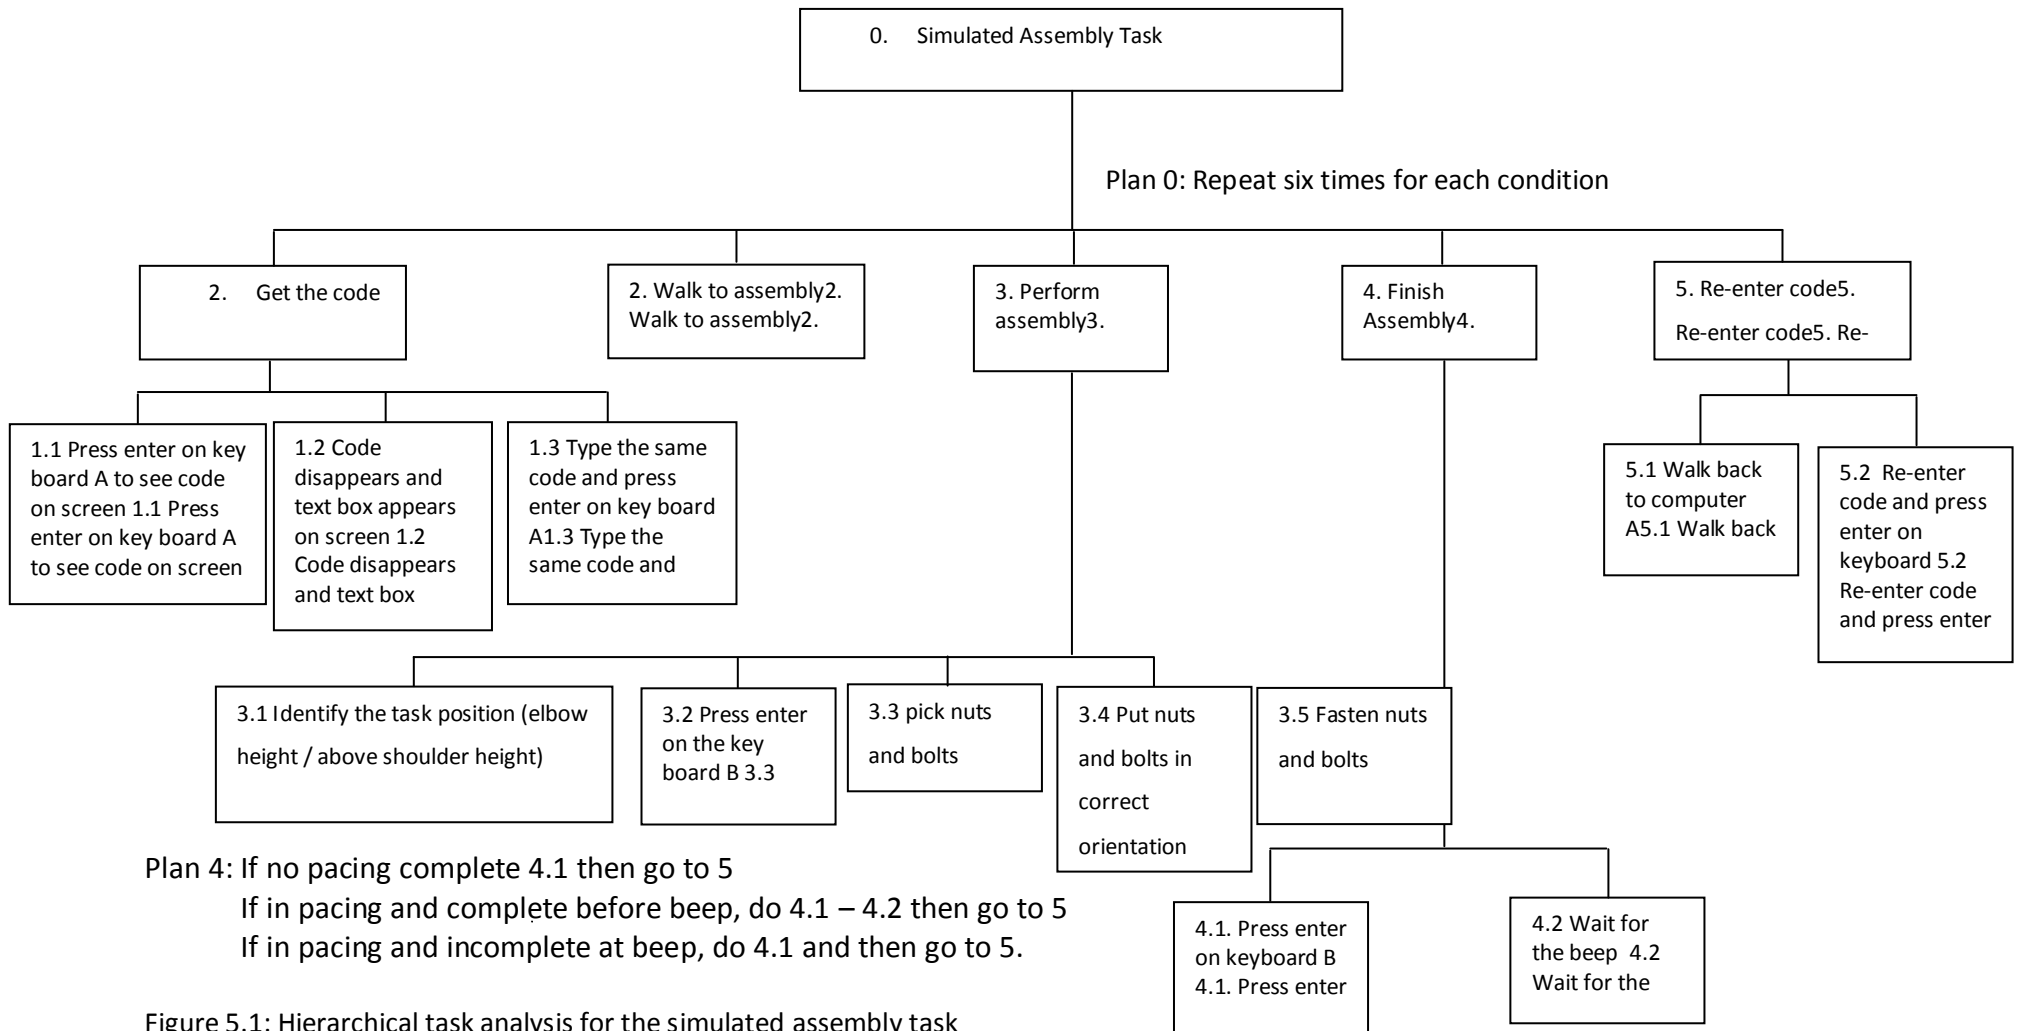 0. Simulated Assembly Task
Plan 0: Repeat six times for each condition
2. Get the code
2. Walk to assembly2.
Walk to assembly2.
3. Perform
assembly3.
4. Finish
Assembly4.
5. Re-enter code5.
Re-enter code5. Re-
1.1 Press enter on key
board A to see code
on screen 1.1 Press
enter on key board A
to see code on screen
1.2 Code
disappears and
text box appears
on screen 1.2
Code disappears
and text box
1.3 Type the same
code and press
enter on key board
A1.3 Type the
same code and
5.1 Walk back
to computer
A5.1 Walk back
5.2 Re-enter
code and press
enter on
keyboard 5.2
Re-enter code
and press enter
3.1 Identify the task position (elbow
height / above shoulder height)
3.2 Press enter
on the key
board B 3.3
3.3 pick nuts
and bolts
3.4 Put nuts
and bolts in
correct
orientation
3.5 Fasten nuts
and bolts
Plan 4: If no pacing complete 4.1 then go to 5
If in pacing and complete before beep, do 4.1 – 4.2 then go to 5
If in pacing and incomplete at beep, do 4.1 and then go to 5.
4.1. Press enter
on keyboard B
4.1. Press enter
4.2 Wait for
the beep 4.2
Wait for the
Figure 5.1: Hierarchical task analysis for the simulated assembly task